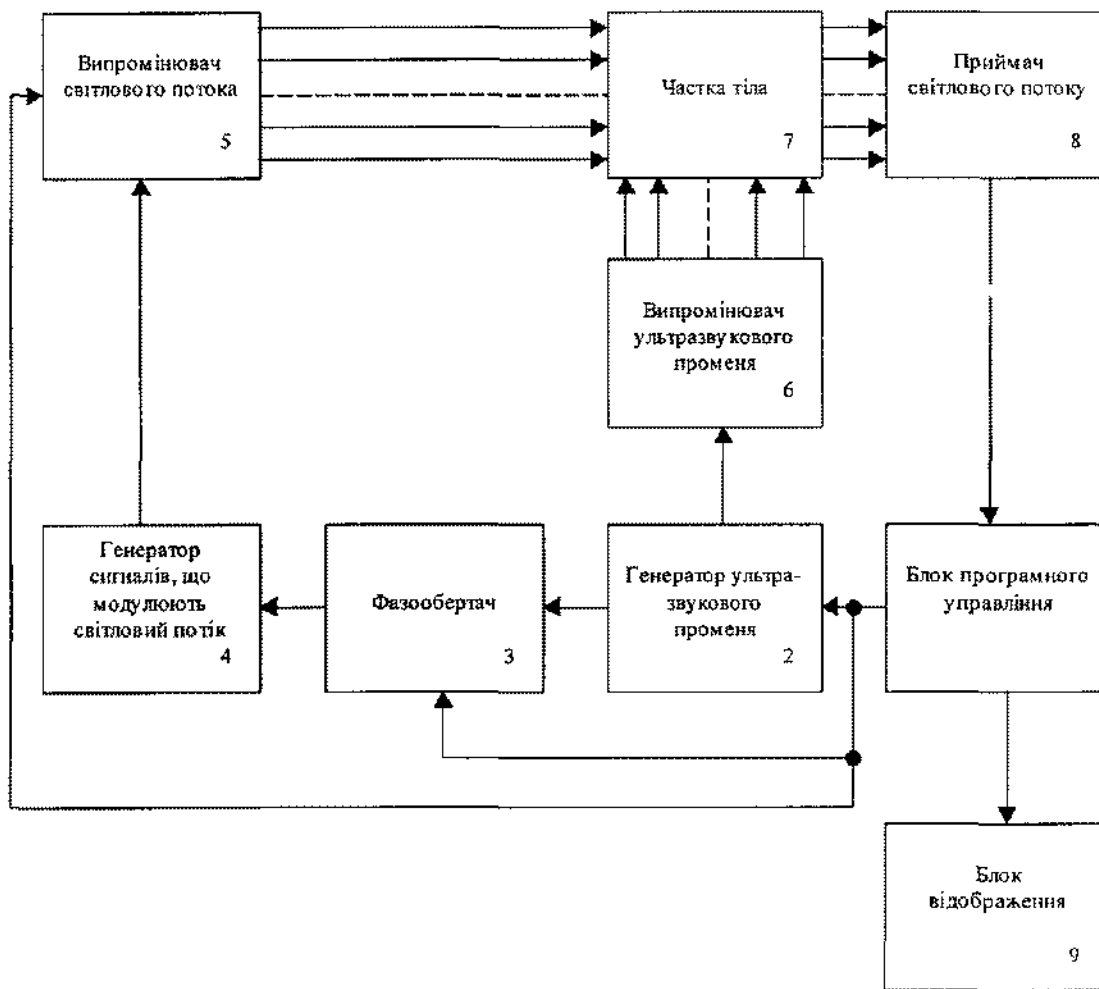 Випромінювач
світлового потока
5
Частка тіла
7
Приймач
світлового потоку
8
Випромінювач
ультразвукового
променя
6
Генератор
сигналів, що
модулюють
світловий потік
4
Фазообертач
3
Генератор ультра-
звукового
променя
2
Блок програмного
управління
Блок
відображення
9